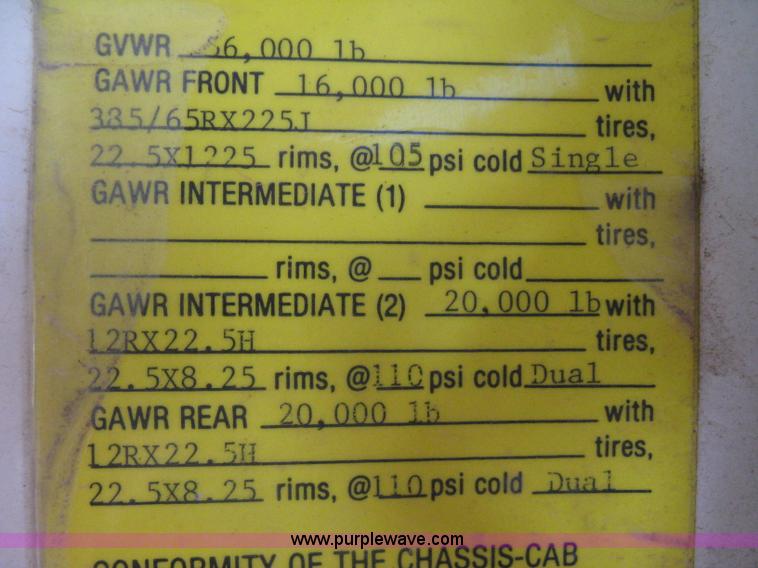 GVWR 56,000 lb
GAWR FRONT 16,000 lb with
385/65RX225J tires,
22.5X1225 rims, @105 psi cold Single
GAWR INTERMEDIATE (1) with
tires,
rims, @ psi cold
GAWR INTERMEDIATE (2) 20,000 lb with
12RX22.5H tires,
22.5X8.25 rims, @110 psi cold Dual
GAWR REAR 20,000 lb with
12RX22.5H tires,
22.5X8.25 rims, @110 psi cold Dual
www.purplewave.com
CONFORMITY OF THE CHASSIS-CAB